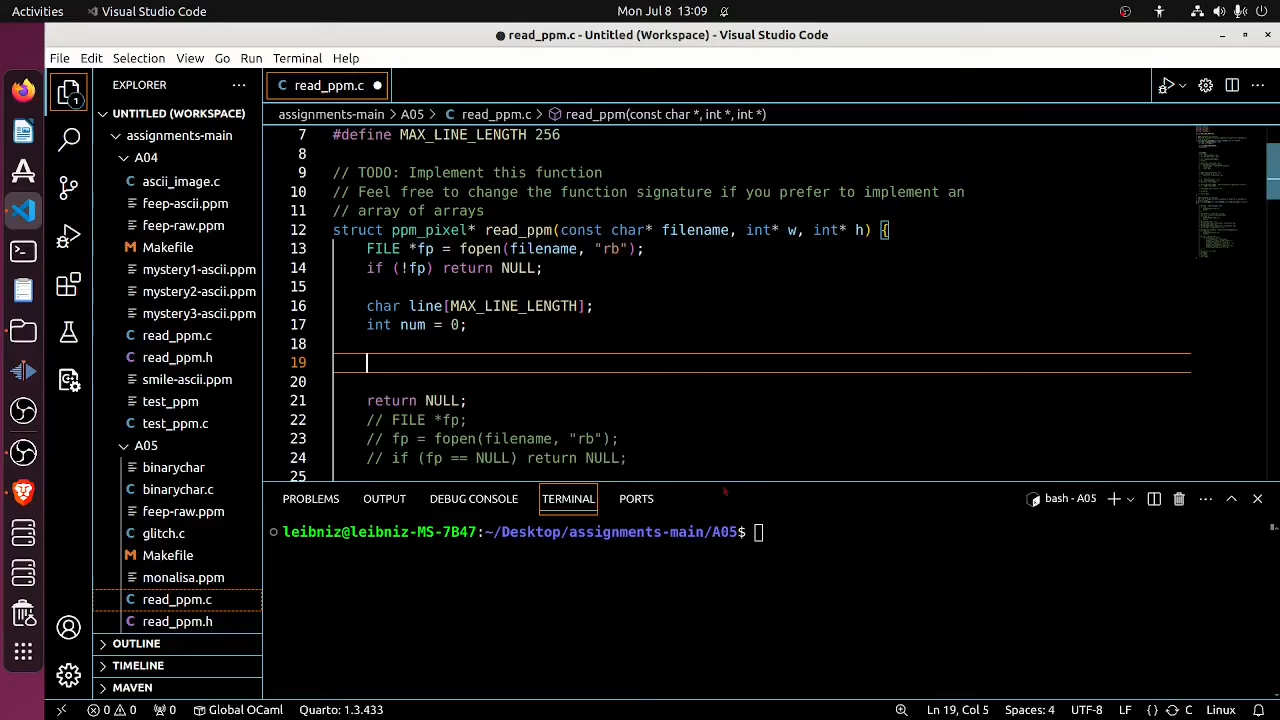 Activities
Visual Studio Code
Mon Jul 8 13:09
read_ppm.c - Untitled (Workspace) - Visual Studio Code
File Edit Selection View Go Run Terminal Help
EXPLORER
UNTITLED (WORKSPACE)
assignments-main
A04
ascii_image.c
feep-ascii.ppm
feep-raw.ppm
M Makefile
mystery1-ascii.ppm
mystery2-ascii.ppm
mystery3-ascii.ppm
C read_ppm.c
C read_ppm.h
smile-ascii.ppm
test_ppm
C test_ppm.c
A05
binarychar
C binarychar.c
feep-raw.ppm
C glitch.c
M Makefile
monalisa.ppm
C read_ppm.c
C read_ppm.h
OUTLINE
TIMELINE
MAVEN
C read_ppm.c
assignments-main > A05 > C read_ppm.c > read_ppm(const char *, int *, int *)
7 #define MAX_LINE_LENGTH 256
8
9 // TODO: Implement this function
10 // Feel free to change the function signature if you prefer to implement an
11 // array of arrays
12 struct ppm_pixel* read_ppm(const char* filename, int* w, int* h) {
13 FILE *fp = fopen(filename, "rb");
14 if (!fp) return NULL;
15
16 char line[MAX_LINE_LENGTH];
17 int num = 0;
18
19
20
21 return NULL;
22 // FILE *fp;
23 // fp = fopen(filename, "rb");
24 // if (fp == NULL) return NULL;
25
PROBLEMS OUTPUT DEBUG CONSOLE TERMINAL PORTS
bash - A05
leibniz@leibniz-MS-7B47:~/Desktop/assignments-main/A05$
0 0 0 Global OCaml Quarto: 1.3.433
Ln 19, Col 5 Spaces: 4 UTF-8 LF {} C Linux